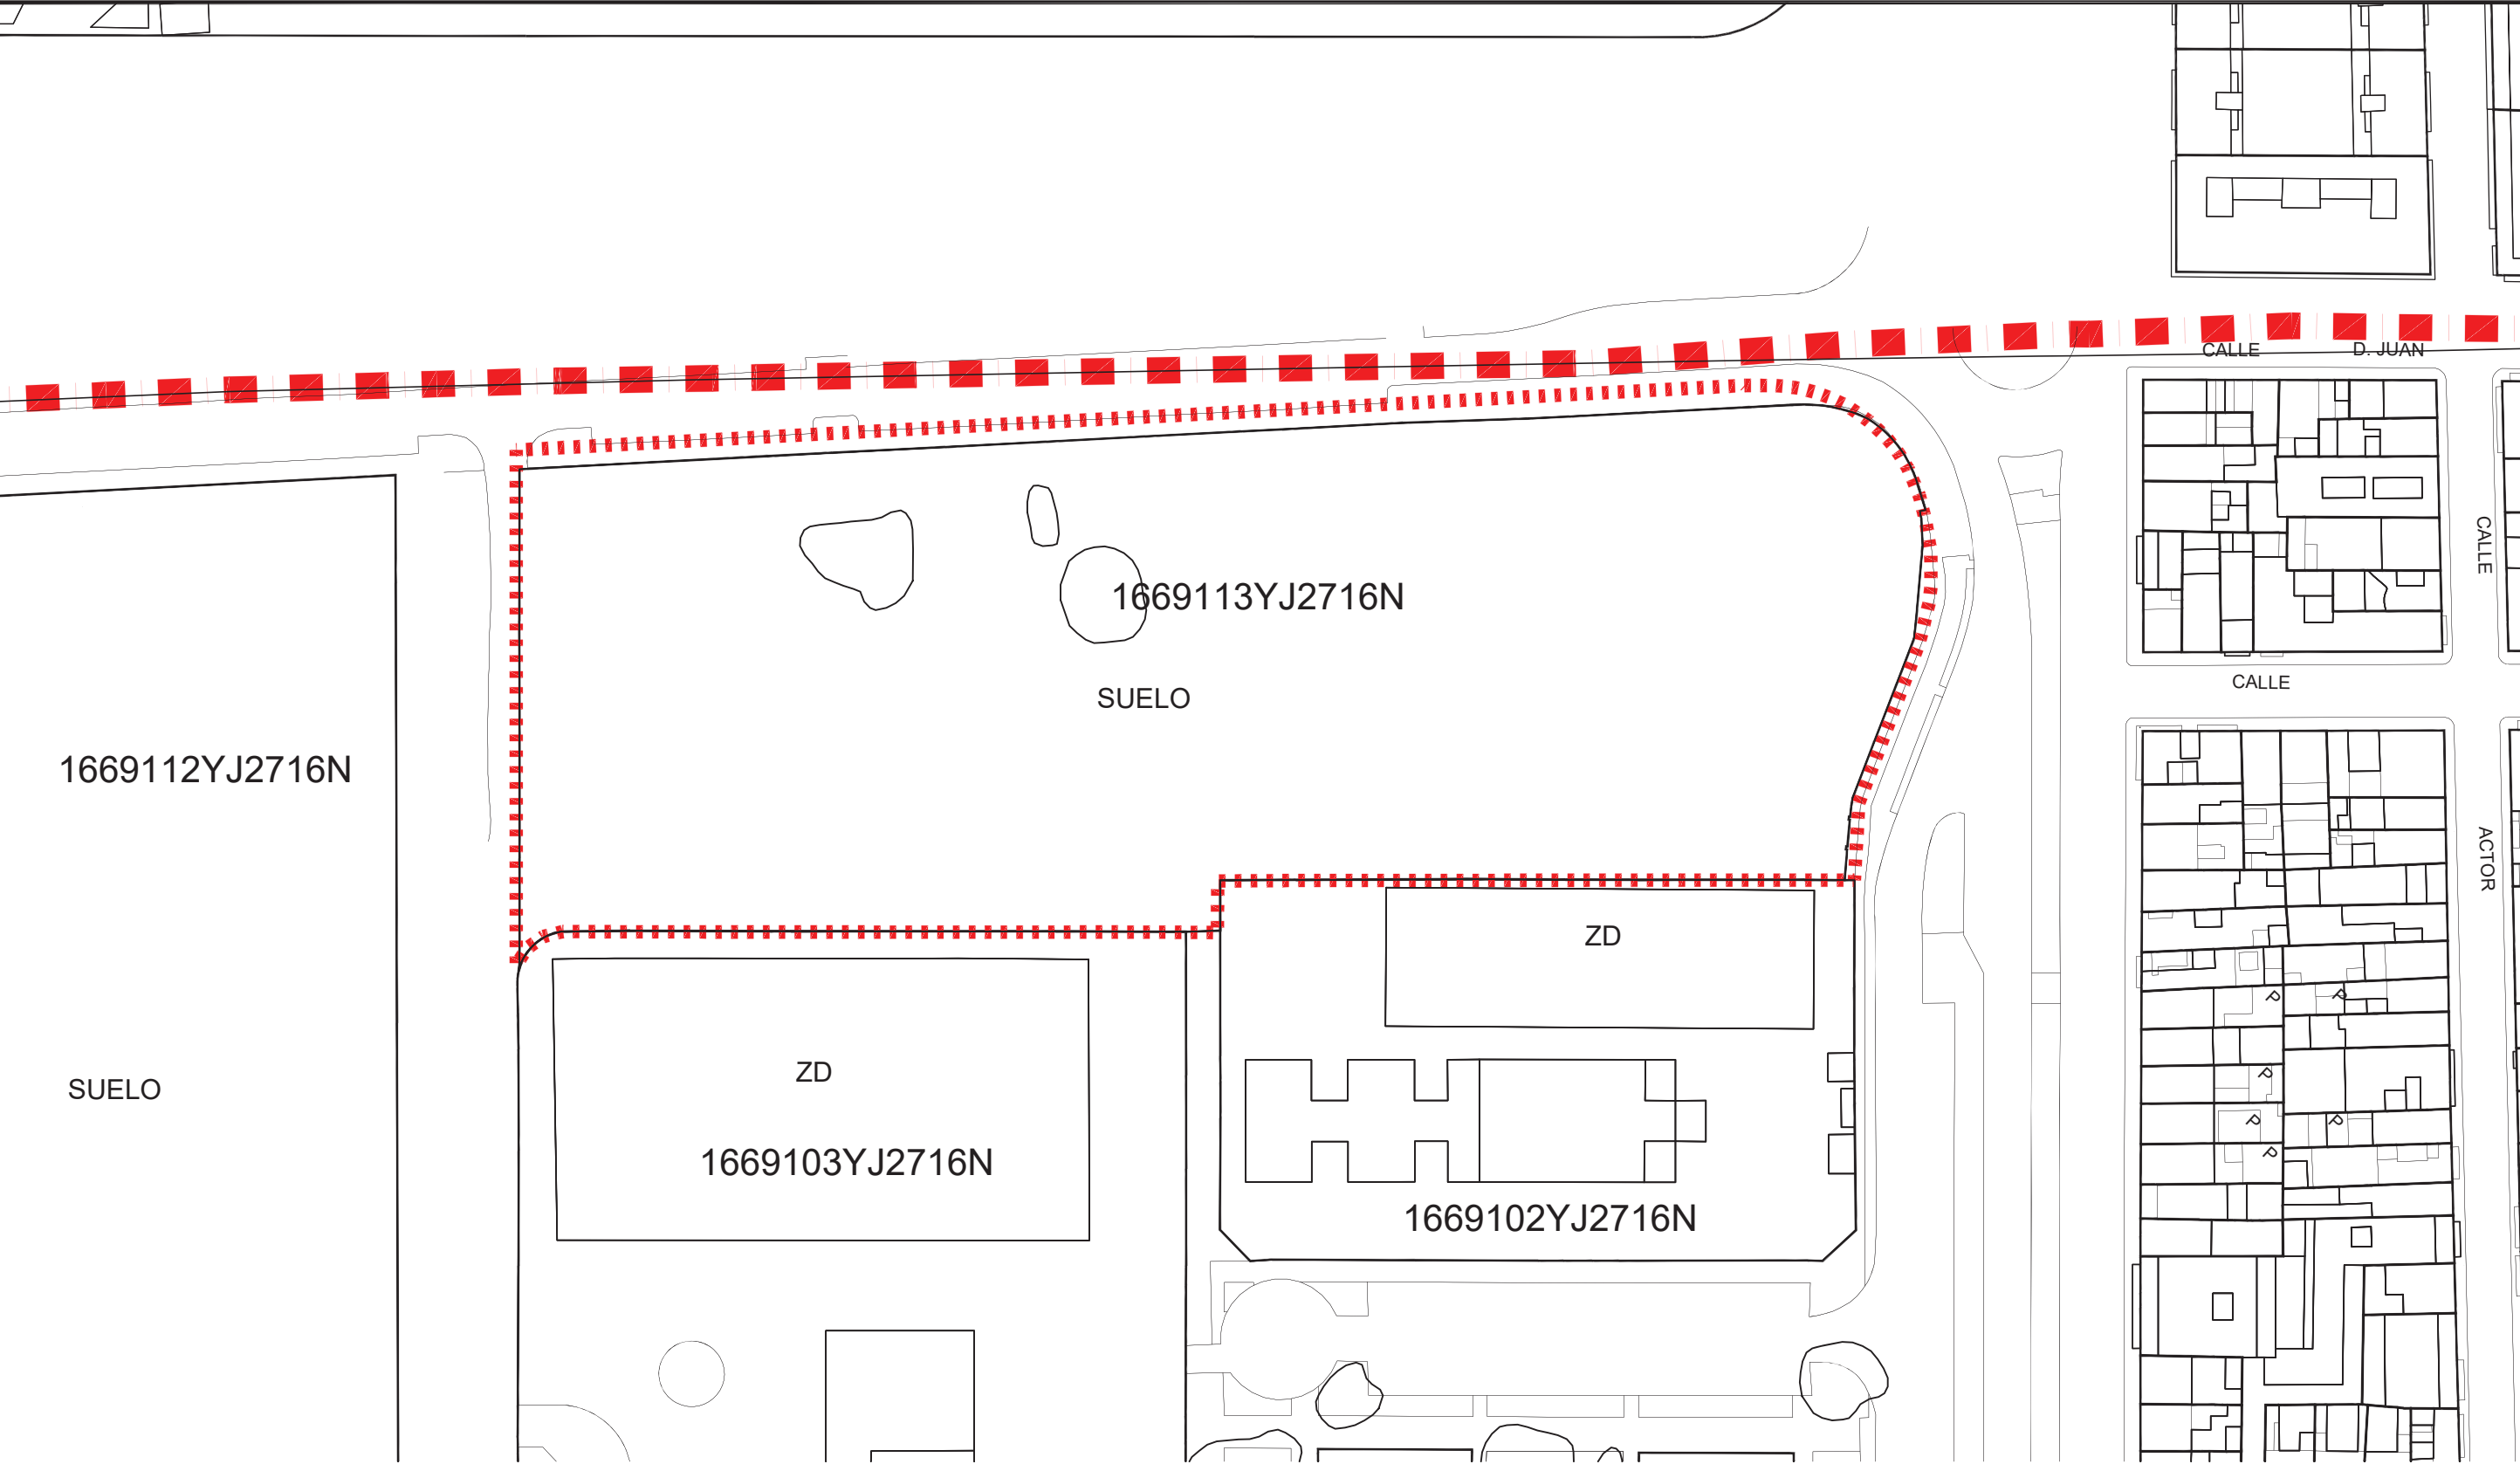 CALLE D. JUAN
CALLE
1669113YJ2716N
CALLE
SUELO
1669112YJ2716N
ACTOR
ZD
P
P
ZD
P
SUELO
P
P
P
1669103YJ2716N
1669102YJ2716N